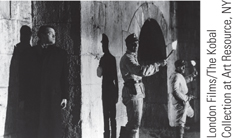 London Films/The Kobal
Collection at Art Resource, NY